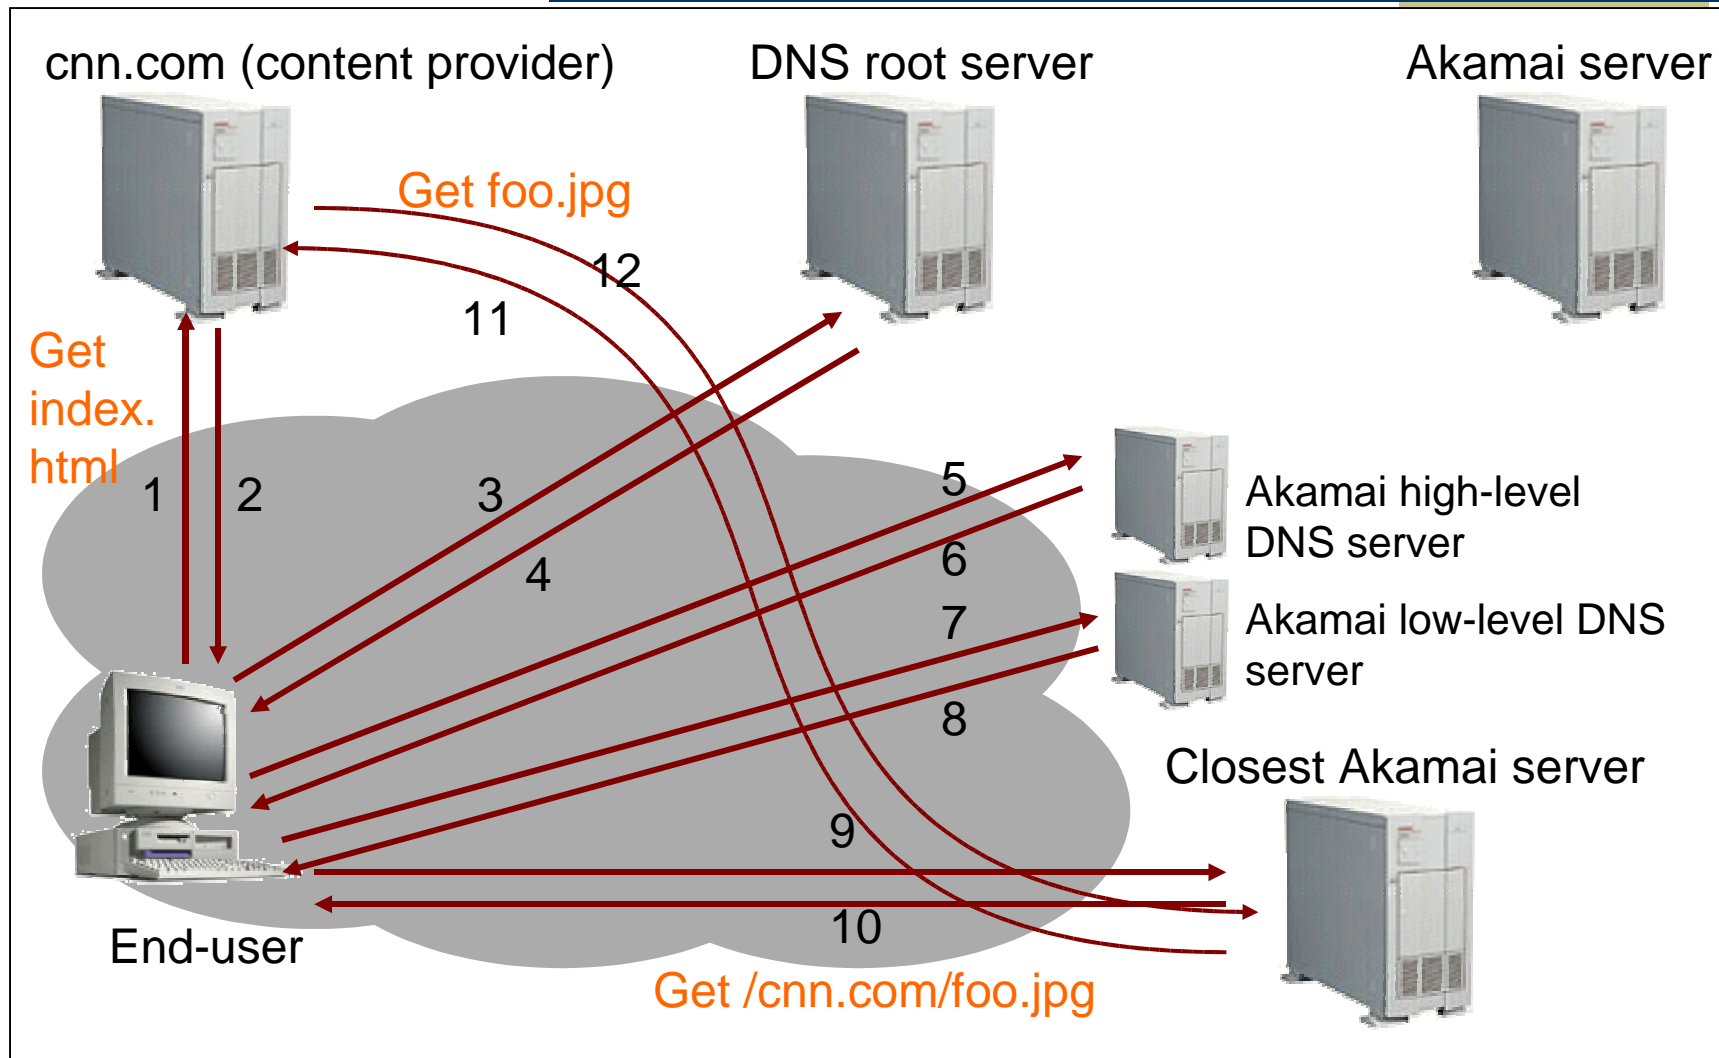 cnn.com (content provider)
DNS root server
Akamai server
Get foo.jpg
12
11
Get
index.
html
1
2
3
4
5
6
7
8
Akamai high-level
DNS server
Akamai low-level DNS
server
Closest Akamai server
9
10
End-user
Get /cnn.com/foo.jpg